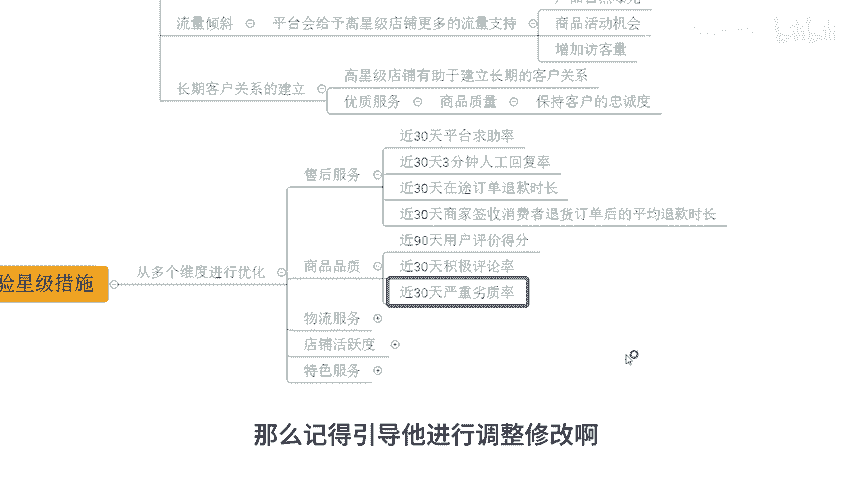 流量倾斜
平台会给予高星级店铺更多的流量支持
商品活动机会
增加访客量
长期客户关系的建立
高星级店铺有助于建立长期的客户关系
优质服务
商品质量
保持客户的忠诚度
验星级措施
从多个维度进行优化
售后服务
近30天平台求助率
近30天3分钟人工回复率
近30天在途订单退款时长
近30天商家签收消费者退货订单后的平均退款时长
商品品质
近90天用户评价得分
近30天积极评论率
近30天严重劣质率
物流服务
店铺活跃度
特色服务
那么记得引导他进行调整修改啊